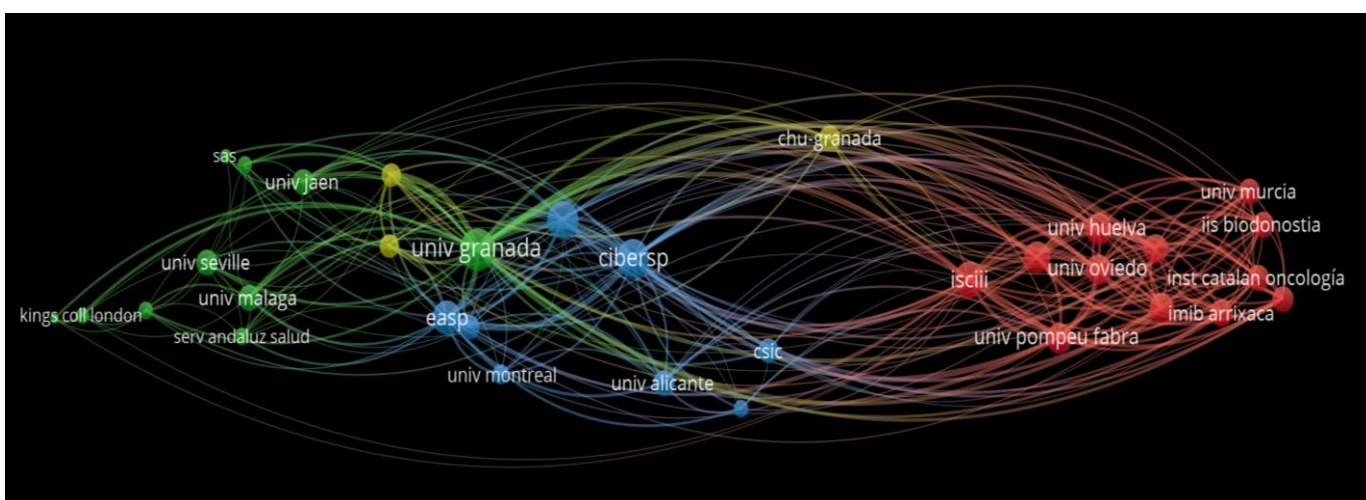 chu-granada
sas
univ jaen
univ murcia
iis biodonostia
univ huelva
univ granada
cibersp
univ seville
univ oviedo
isciii
inst catalan oncología
univ malaga
kings coll london
easp
imib arrixaca
serv andaluz salud
univ pompeu fabra
csic
univ montreal
univ alicante